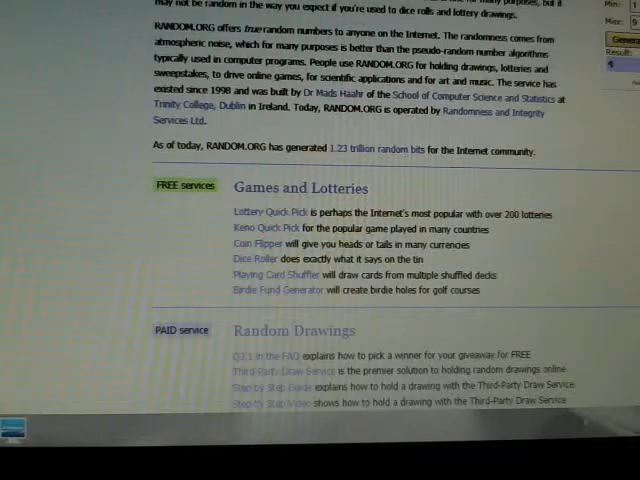 may not be random in the way you expect if you're used to dice rolls and lottery drawings.
Min: 1
Max: 9
RANDOM.ORG offers true random numbers to anyone on the Internet. The randomness comes from
atmospheric noise, which for many purposes is better than the pseudo-random number algorithms
typically used in computer programs. People use RANDOM.ORG for holding drawings, lotteries and
sweepstakes, to drive online games, for scientific applications and for art and music. The service has
existed since 1998 and was built by Dr Mads Haahr of the School of Computer Science and Statistics at
Trinity College, Dublin in Ireland. Today, RANDOM.ORG is operated by Randomness and Integrity
Services Ltd.
Genera
Result:
As of today, RANDOM.ORG has generated 1.23 trillion random bits for the Internet community.
FREE services
Games and Lotteries
Lottery Quick Pick is perhaps the Internet's most popular with over 200 lotteries
Keno Quick Pick for the popular game played in many countries
Coin Flipper will give you heads or tails in many currencies
Dice Roller does exactly what it says on the tin
Playing Card Shuffler will draw cards from multiple shuffled decks
Birdie Fund Generator will create birdie holes for golf courses
PAID service
Random Drawings
Q3.1 in the FAQ explains how to pick a winner for your giveaway for FREE
Third-Party Draw Service is the premier solution to holding random drawings online
Step by Step Guide explains how to hold a drawing with the Third-Party Draw Service
Step by Step Video shows how to hold a drawing with the Third-Party Draw Service